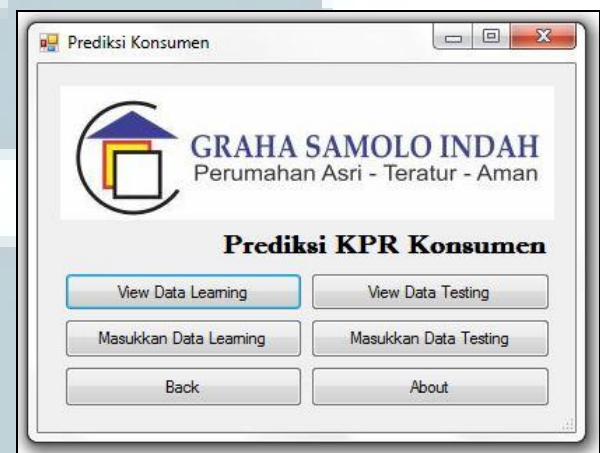 Prediksi Konsumen
GRAHA SAMOLO INDAH
Perumahan Asri - Teratur - Aman
Prediksi KPR Konsumen
View Data Learning View Data Testing
Masukkan Data Learning Masukkan Data Testing
Back About